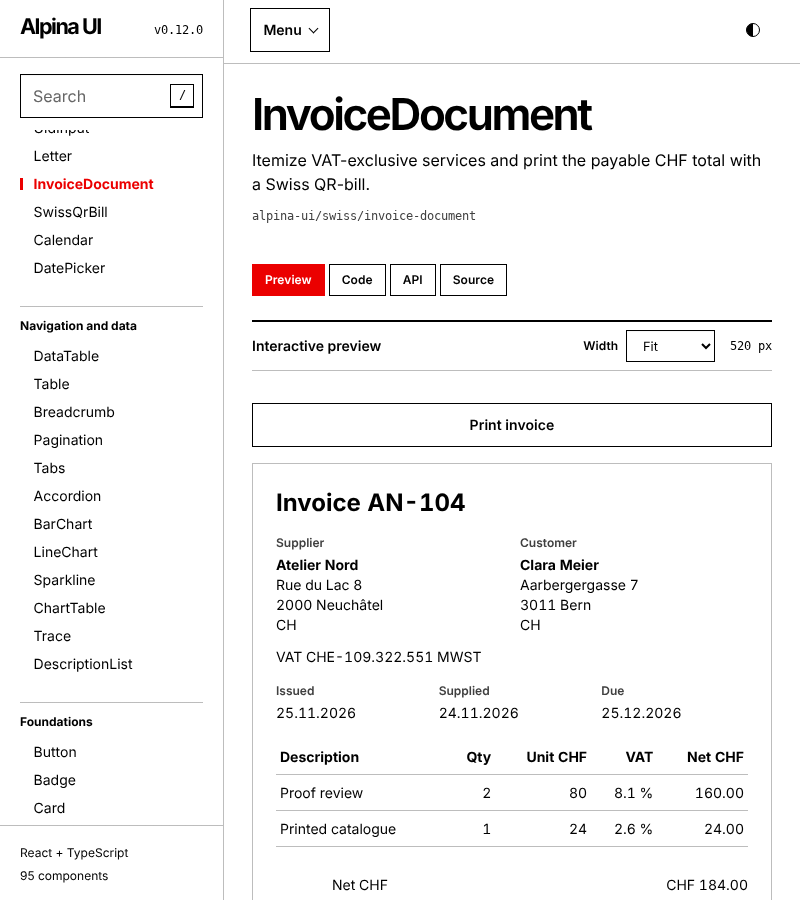 Alpina UI
v0.12.0
Search
/
Letter
InvoiceDocument
SwissQrBill
Calendar
DatePicker
Navigation and data
DataTable
Table
Breadcrumb
Pagination
Tabs
Accordion
BarChart
LineChart
Sparkline
ChartTable
Trace
DescriptionList
Foundations
Button
Badge
Card
React + TypeScript
95 components
Menu
InvoiceDocument
Itemize VAT-exclusive services and print the payable CHF total with
a Swiss QR-bill.
alpina-ui/swiss/invoice-document
Preview Code API Source
Interactive preview Width Fit 520 px
Print invoice
Invoice AN-104
Supplier
Atelier Nord
Rue du Lac 8
2000 Neuchâtel
CH
Customer
Clara Meier
Aarbergergasse 7
3011 Bern
CH
VAT CHE-109.322.551 MWST
Issued Supplied Due
25.11.2026 24.11.2026 25.12.2026
Description Qty Unit CHF VAT Net CHF
Proof review 2 80 8.1 % 160.00
Printed catalogue 1 24 2.6 % 24.00
Net CHF CHF 184.00